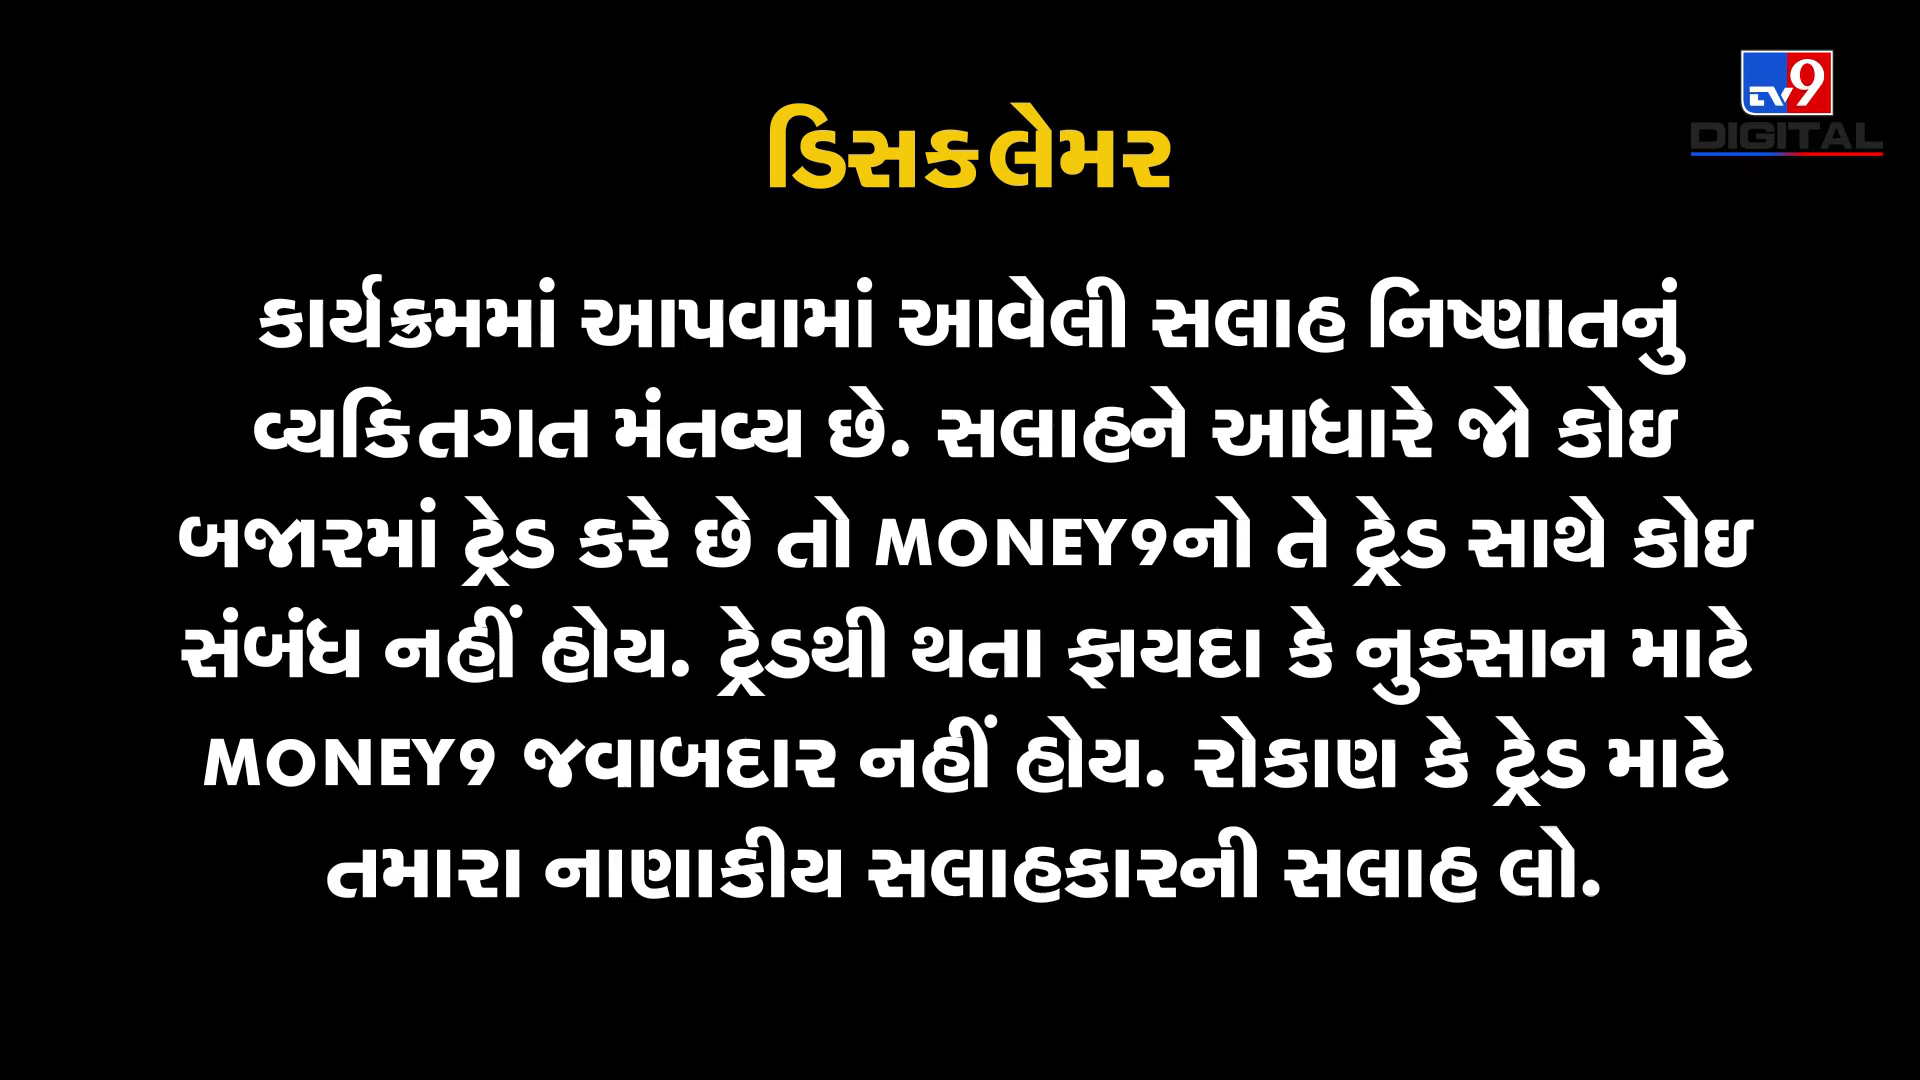 TV9
DIGITAL
ડિસકલેમર
કાર્યક્રમમાં આપવામાં આવેલી સલાહ નિષ્ણાતનું
વ્યકિતગત મંતવ્ય છે. સલાહને આધારે જો કોઇ
બજારમાં ટ્રેડ કરે છે તો MONEY9નો તે ટ્રેડ સાથે કોઇ
સંબંધ નહીં હોય. ટ્રેડથી થતા ફાયદા કે નુકસાન માટે
MONEY9 જવાબદાર નહીં હોય. રોકાણ કે ટ્રેડ માટે
તમારા નાણાકીય સલાહકારની સલાહ લો.